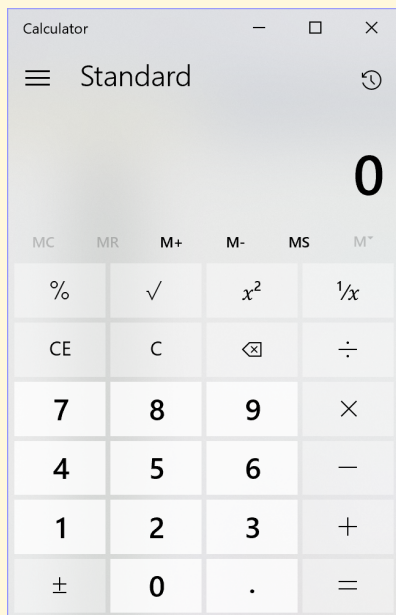 Calculator
Standard
0
MC MR M+ M- MS M˅
% √ x² ¹/x
CE C ⌫ ÷
7 8 9 ×
4 5 6 −
1 2 3 +
± 0 . =